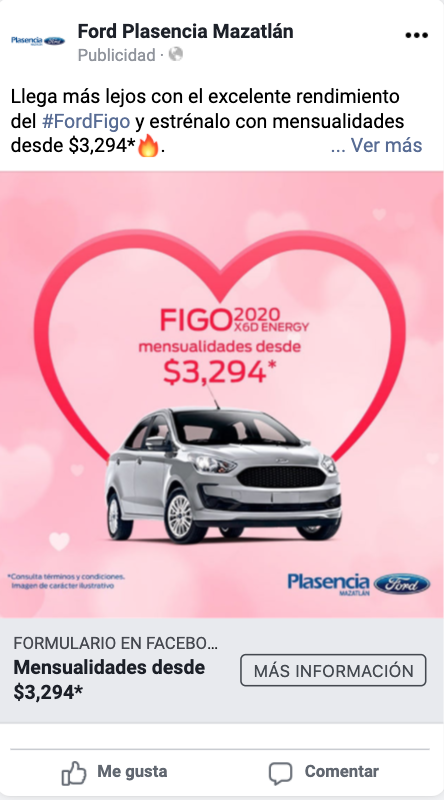 Plasencia Ford
Ford Plasencia Mazatlán
Publicidad ·
Llega más lejos con el excelente rendimiento
del #FordFigo y estrénalo con mensualidades
desde $3,294*🔥. ... Ver más
FIGO 2020
X6D ENERGY
mensualidades desde
$3,294*
*Consulta términos y condiciones.
Imagen de carácter ilustrativo
Plasencia Ford
MAZATLÁN
FORMULARIO EN FACEBO...
Mensualidades desde
$3,294*
MÁS INFORMACIÓN
Me gusta
Comentar